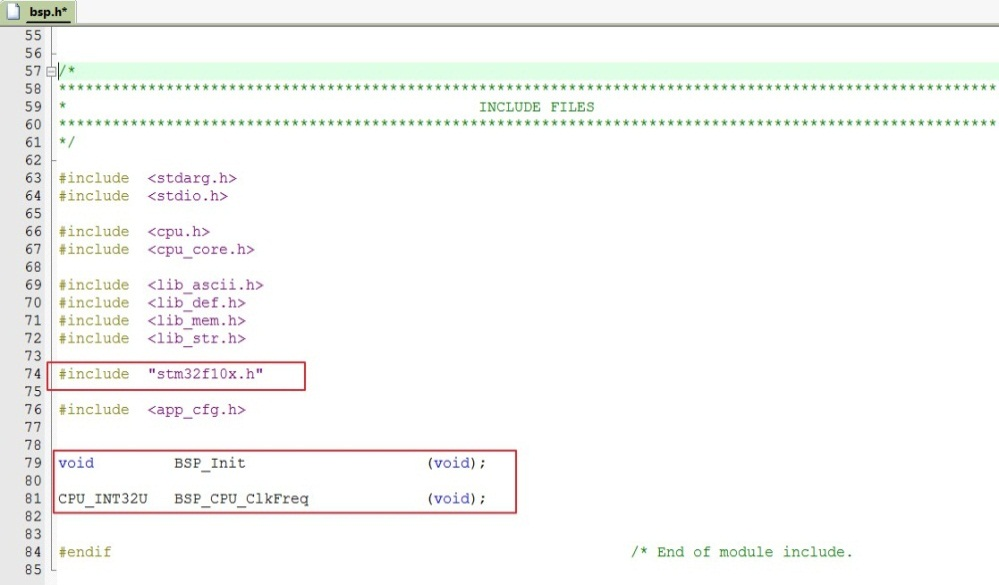 bsp.h*
55
56
57 /*
58 *********************************************************************************************************
59 * INCLUDE FILES
60 *********************************************************************************************************
61 */
62
63 #include <stdarg.h>
64 #include <stdio.h>
65
66 #include <cpu.h>
67 #include <cpu_core.h>
68
69 #include <lib_ascii.h>
70 #include <lib_def.h>
71 #include <lib_mem.h>
72 #include <lib_str.h>
73
74 #include "stm32f10x.h"
75
76 #include <app_cfg.h>
77
78
79 void BSP_Init (void);
80
81 CPU_INT32U BSP_CPU_ClkFreq (void);
82
83
84 #endif /* End of module include.
85